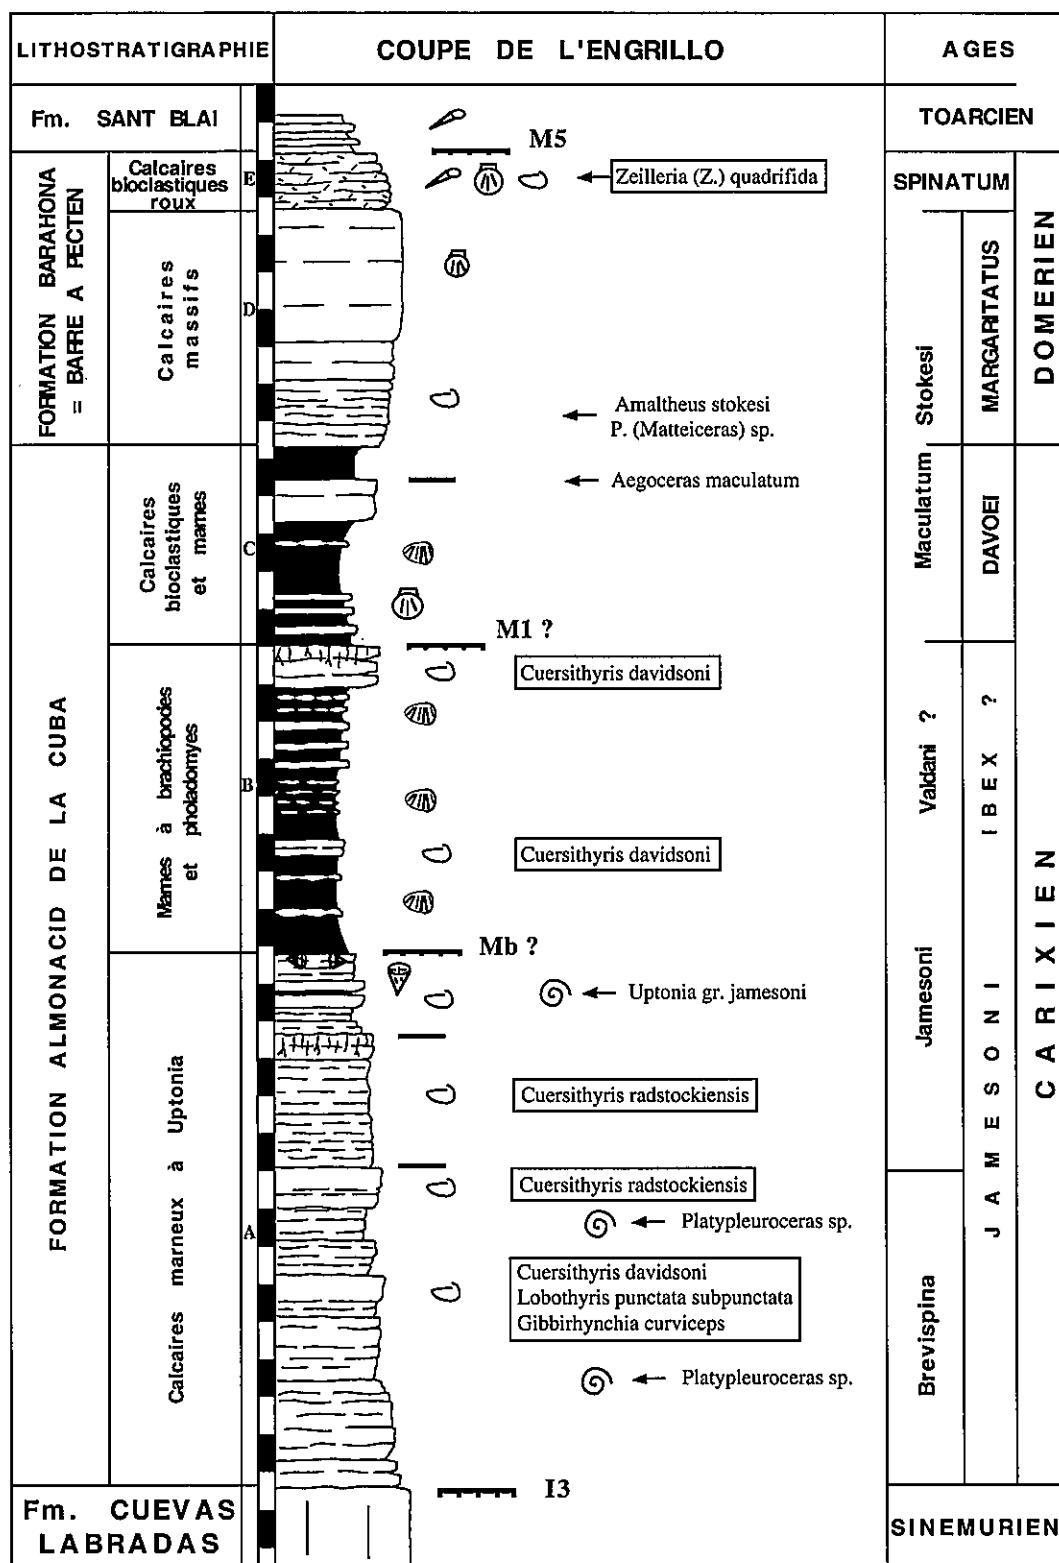 LITHOSTRATIGRAPHIE
COUPE DE L'ENGRILLO
AGES
Fm. SANT BLAI
TOARCIEN
M5
FORMATION BARAHONA
= BARRE A PECTEN
Calcaires
bioclastiques
roux
E
Zeilleria (Z.) quadrifida
SPINATUM
Calcaires
massifs
D
Amaltheus stokesi
P. (Matteiceras) sp.
Stokesi
MARGARITATUS
DOMERIEN
FORMATION ALMONACID DE LA CUBA
Calcaires
bioclastiques
et marnes
C
Aegoceras maculatum
Maculatum
DAVOEI
CARIXIEN
M1 ?
Marnes à brachiopodes
et pholadomyes
B
Cuersithyris davidsoni
Cuersithyris davidsoni
Valdani ?
IBEX ?
Mb ?
Calcaires marneux à Uptonia
A
Uptonia gr. jamesoni
Jamesoni
JAMESONI
Cuersithyris radstockiensis
Cuersithyris radstockiensis
Platypleuroceras sp.
Cuersithyris davidsoni
Lobothyris punctata subpunctata
Gibbirhynchia curviceps
Platypleuroceras sp.
Brevispina
I3
Fm. CUEVAS
LABRADAS
SINEMURIEN